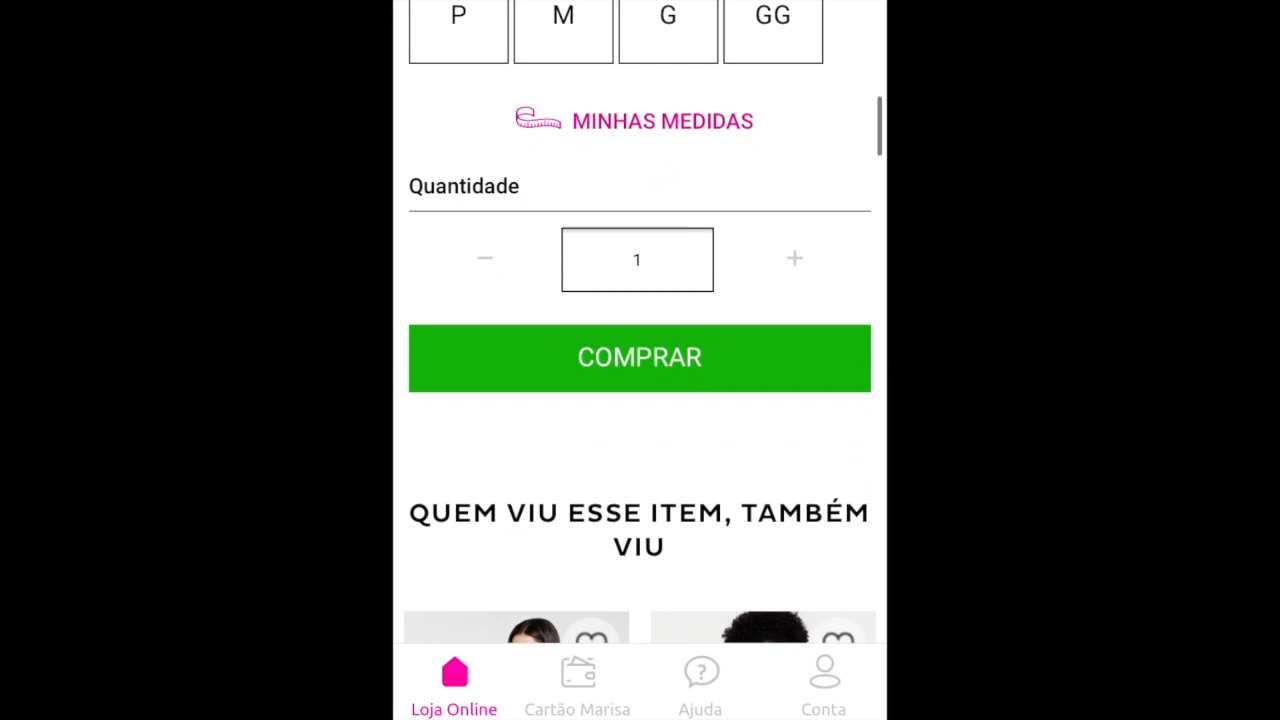 P M G GG
MINHAS MEDIDAS
Quantidade
− 1 +
COMPRAR
QUEM VIU ESSE ITEM, TAMBÉM
VIU
Loja Online Cartão Marisa Ajuda Conta